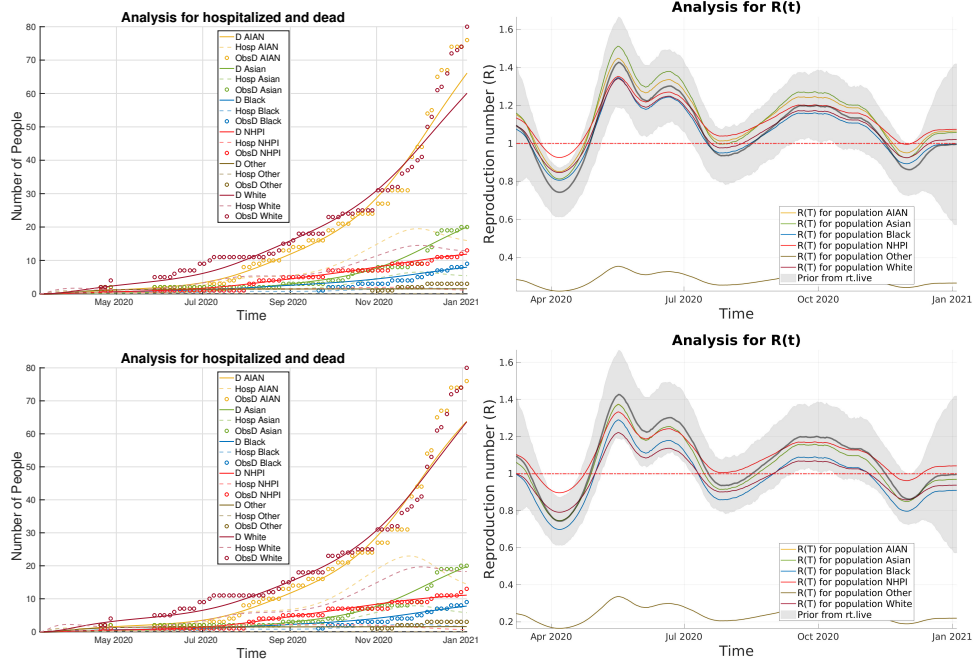 Analysis for hospitalized and dead
80
70
60
50
40
30
20
10
0
Number of People
D AIAN
Hosp AIAN
ObsD AIAN
D Asian
Hosp Asian
ObsD Asian
D Black
Hosp Black
ObsD Black
D NHPI
Hosp NHPI
ObsD NHPI
D Other
Hosp Other
ObsD Other
D White
Hosp White
ObsD White
May 2020
Jul 2020
Sep 2020
Nov 2020
Jan 2021
Time
Analysis for R(t)
1.6
1.4
1.2
1
0.8
0.6
0.4
Reproduction number (R)
R(T) for population AIAN
R(T) for population Asian
R(T) for population Black
R(T) for population NHPI
R(T) for population Other
R(T) for population White
Prior from rt.live
Apr 2020
Jul 2020
Oct 2020
Jan 2021
Time
Analysis for hospitalized and dead
80
70
60
50
40
30
20
10
0
Number of People
D AIAN
Hosp AIAN
ObsD AIAN
D Asian
Hosp Asian
ObsD Asian
D Black
Hosp Black
ObsD Black
D NHPI
Hosp NHPI
ObsD NHPI
D Other
Hosp Other
ObsD Other
D White
Hosp White
ObsD White
May 2020
Jul 2020
Sep 2020
Nov 2020
Jan 2021
Time
Analysis for R(t)
1.6
1.4
1.2
1
0.8
0.6
0.4
0.2
Reproduction number (R)
R(T) for population AIAN
R(T) for population Asian
R(T) for population Black
R(T) for population NHPI
R(T) for population Other
R(T) for population White
Prior from rt.live
Apr 2020
Jul 2020
Oct 2020
Jan 2021
Time